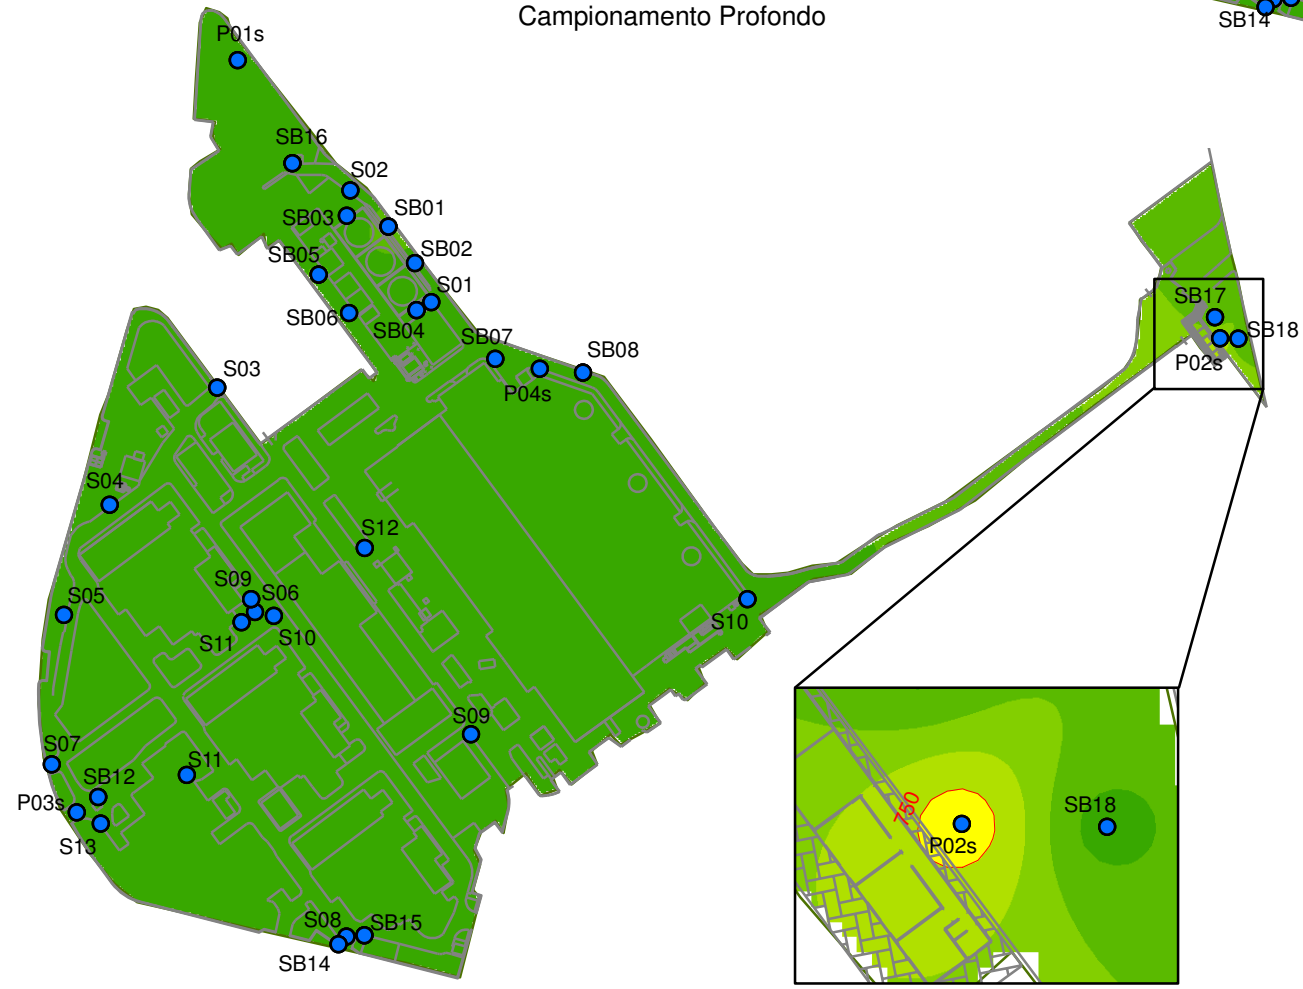 Campionamento Profondo
SB14
P01s
SB16
S02
SB03
SB01
SB05
SB02
S01
SB06
SB04
SB07
SB08
P04s
S03
SB17
SB18
P02s
S04
S12
S09
S06
S05
S11
S10
S10
S09
S07
S11
SB12
P03s
S13
750
SB18
P02s
S08
SB15
SB14